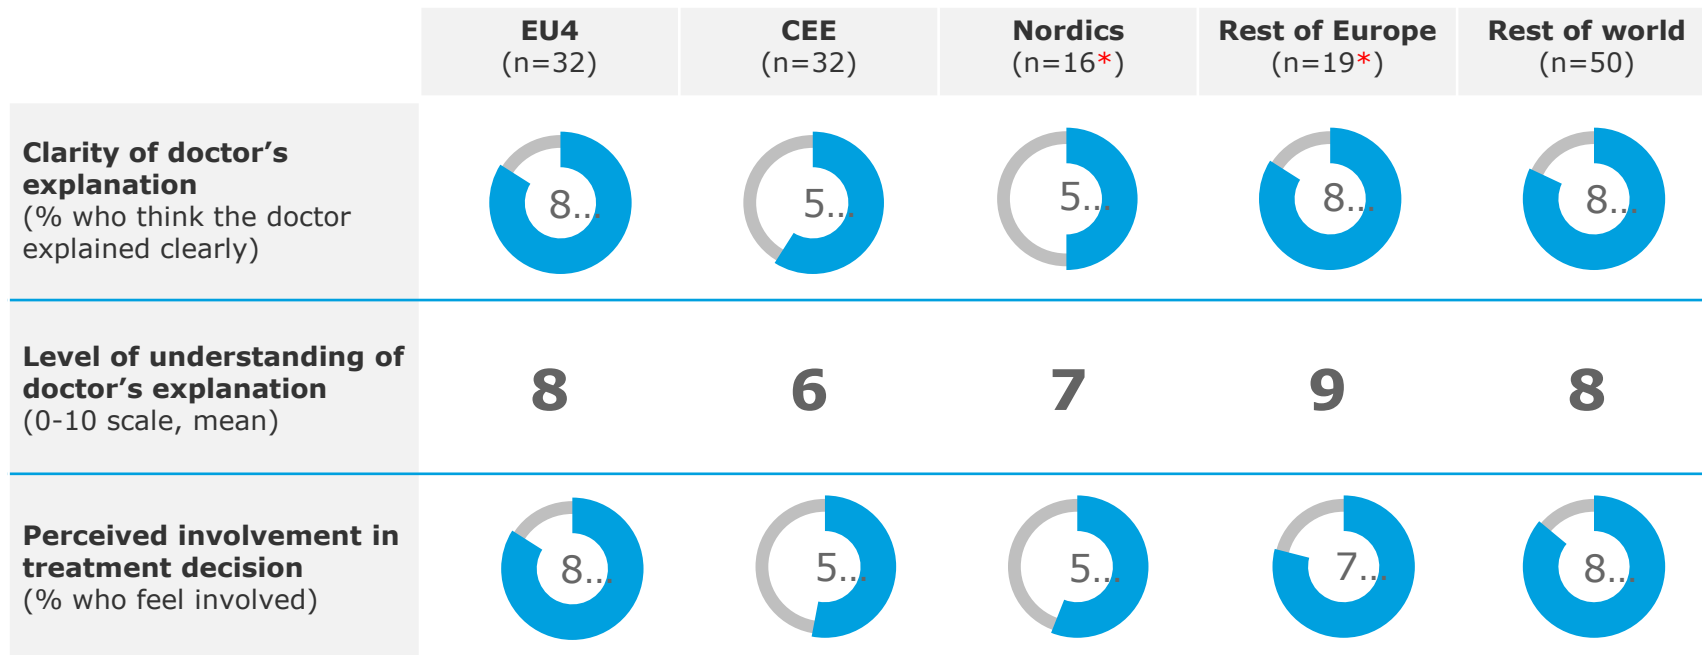 EU4
(n=32)
CEE
(n=32)
Nordics
(n=16*)
Rest of Europe
(n=19*)
Rest of world
(n=50)
Clarity of doctor’s
explanation
(% who think the doctor
explained clearly)
8...
5...
5...
8...
8...
Level of understanding of
doctor’s explanation
(0-10 scale, mean)
8
6
7
9
8
Perceived involvement in
treatment decision
(% who feel involved)
8...
5...
5...
7...
8...